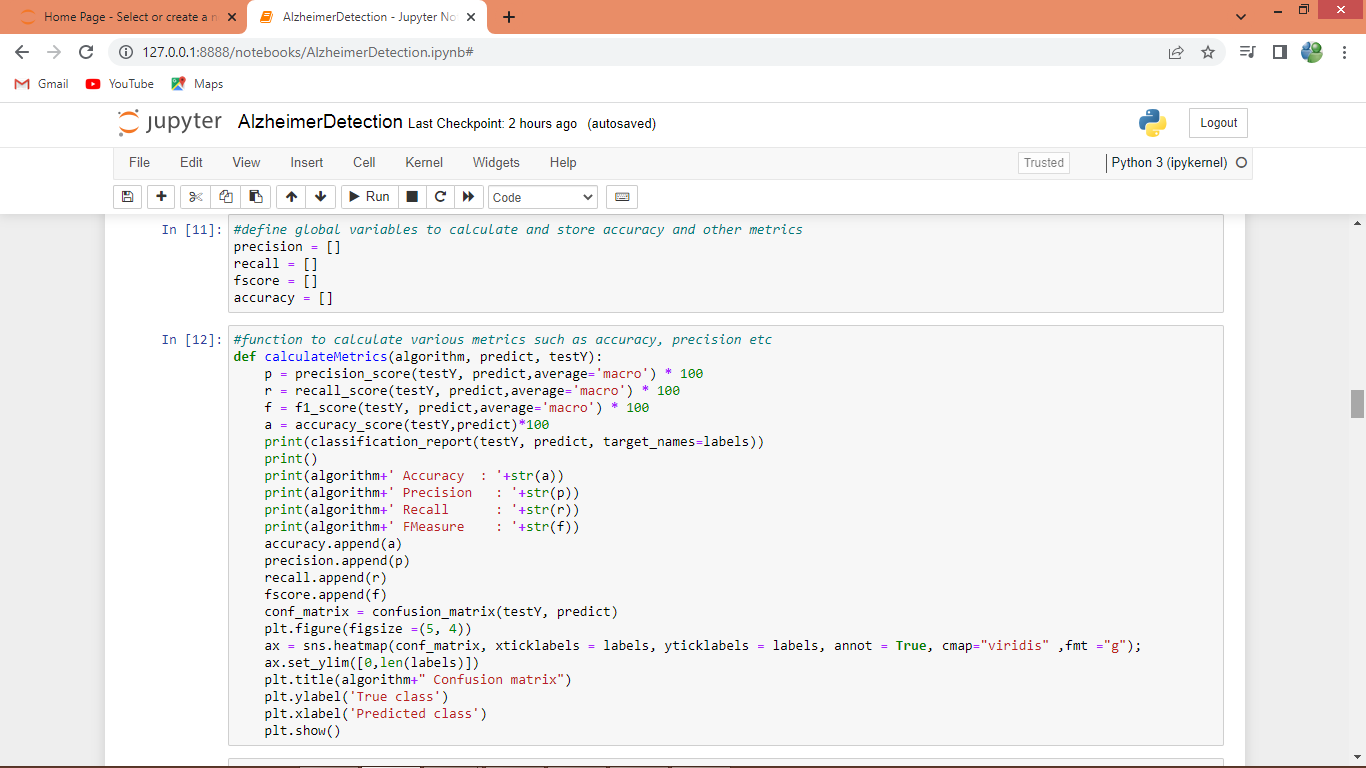 Home Page - Select or create a n
AlzheimerDetection - Jupyter No
127.0.0.1:8888/notebooks/AlzheimerDetection.ipynb#
Gmail YouTube Maps
jupyter AlzheimerDetection Last Checkpoint: 2 hours ago (autosaved)
Logout
File Edit View Insert Cell Kernel Widgets Help
Trusted
Python 3 (ipykernel)
Run
Code
In [11]: #define global variables to calculate and store accuracy and other metrics
precision = []
recall = []
fscore = []
accuracy = []
In [12]: #function to calculate various metrics such as accuracy, precision etc
def calculateMetrics(algorithm, predict, testY):
    p = precision_score(testY, predict,average='macro') * 100
    r = recall_score(testY, predict,average='macro') * 100
    f = f1_score(testY, predict,average='macro') * 100
    a = accuracy_score(testY,predict)*100
    print(classification_report(testY, predict, target_names=labels))
    print()
    print(algorithm+' Accuracy  : '+str(a))
    print(algorithm+' Precision   : '+str(p))
    print(algorithm+' Recall      : '+str(r))
    print(algorithm+' FMeasure    : '+str(f))
    accuracy.append(a)
    precision.append(p)
    recall.append(r)
    fscore.append(f)
    conf_matrix = confusion_matrix(testY, predict)
    plt.figure(figsize =(5, 4))
    ax = sns.heatmap(conf_matrix, xticklabels = labels, yticklabels = labels, annot = True, cmap="viridis" ,fmt ="g");
    ax.set_ylim([0,len(labels)])
    plt.title(algorithm+" Confusion matrix")
    plt.ylabel('True class')
    plt.xlabel('Predicted class')
    plt.show()